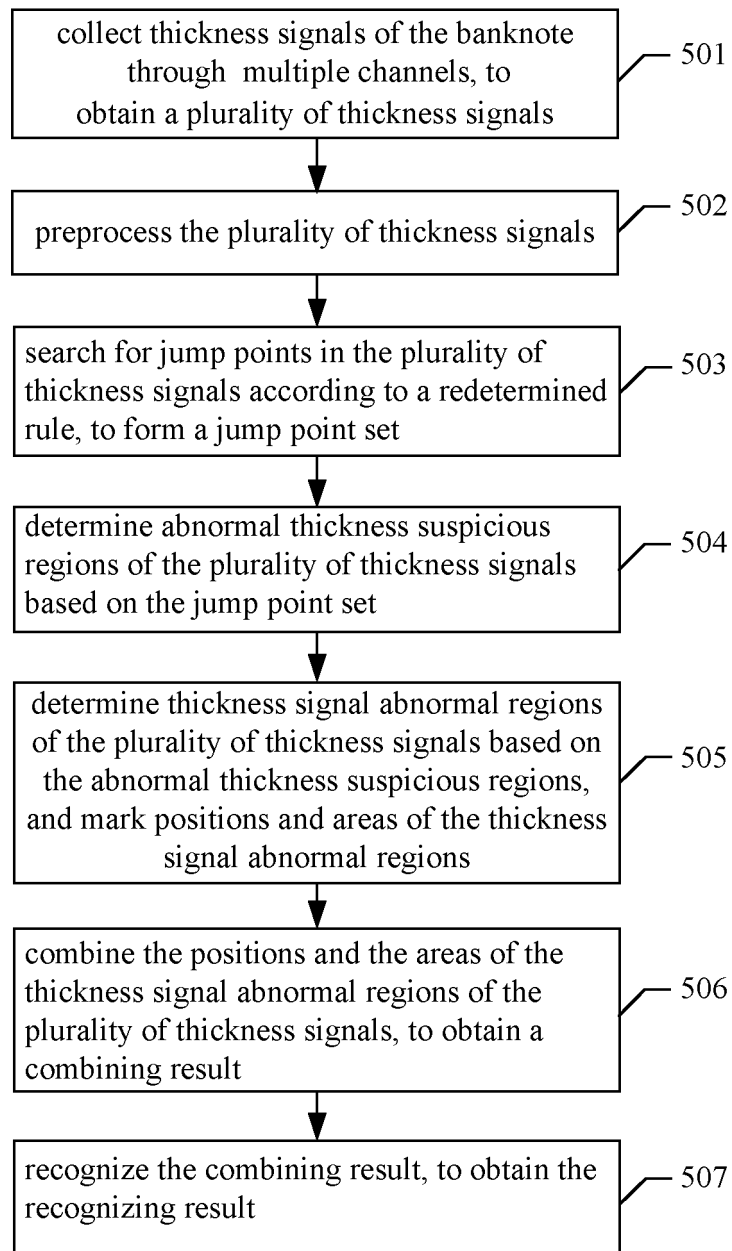 collect thickness signals of the banknote
through multiple channels, to
obtain a plurality of thickness signals
501
preprocess the plurality of thickness signals
502
search for jump points in the plurality of
thickness signals according to a redetermined
rule, to form a jump point set
503
determine abnormal thickness suspicious
regions of the plurality of thickness signals
based on the jump point set
504
determine thickness signal abnormal regions
of the plurality of thickness signals based on
the abnormal thickness suspicious regions,
and mark positions and areas of the thickness
signal abnormal regions
505
combine the positions and the areas of the
thickness signal abnormal regions of the
plurality of thickness signals, to obtain a
combining result
506
recognize the combining result, to obtain the
recognizing result
507